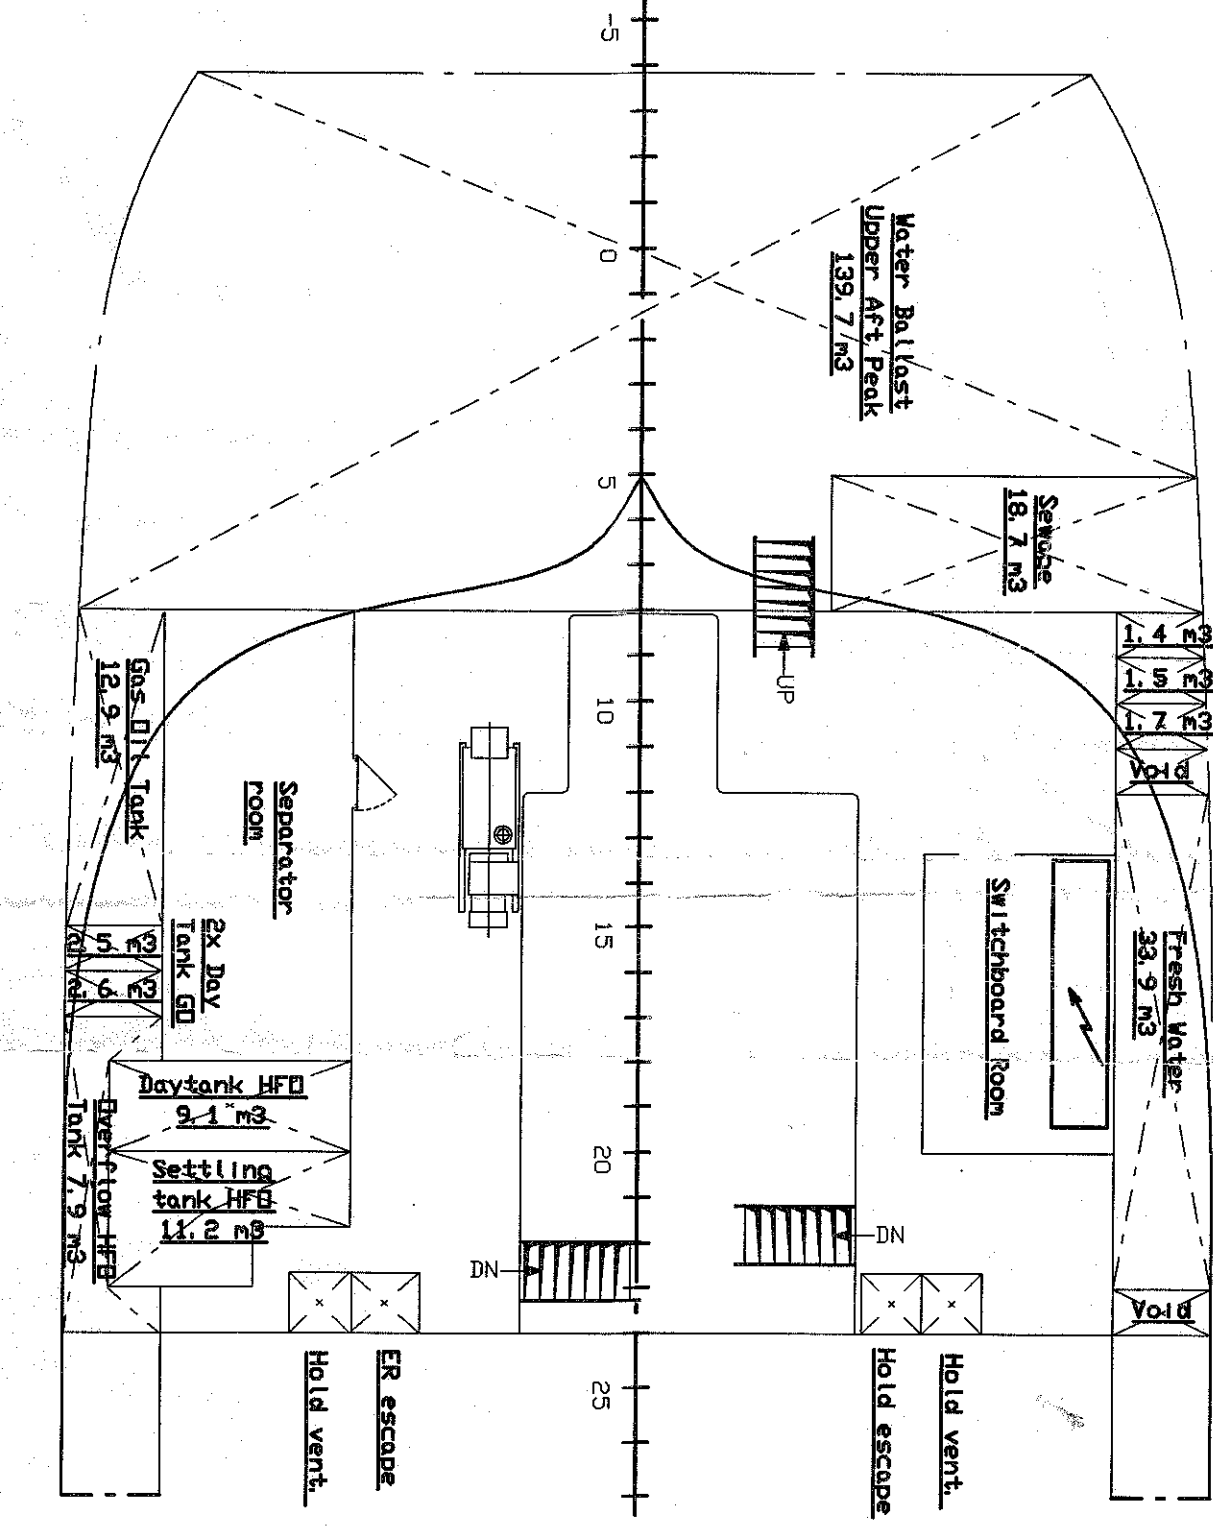 -5
0
5
10
15
20
25
Water Ballast
Upper Aft Peak
139.7 m3
Sewage
18.7 m3
UP
1.4 m3
1.5 m3
1.7 m3
Void
Fresh Water
33.9 m3
Void
Switchboard Room
Gas Oil Tank
12.9 m3
Separator
room
2x Day
Tank GO
2.5 m3
2.6 m3
Daytank HFO
9.1 m3
Settling
tank HFO
11.2 m3
Overflow HFO
Tank 7.9 m3
DN
DN
ER escape
Hold vent.
Hold vent.
Hold escape